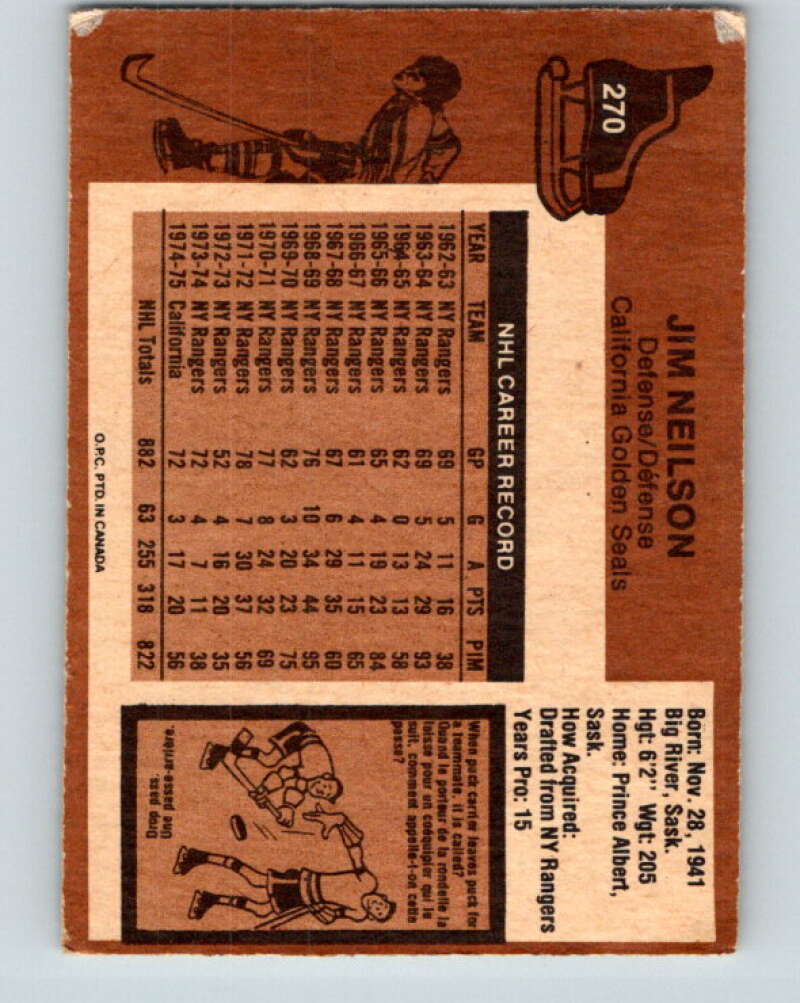 270
JIM NEILSON
Defense/Défense
California Golden Seals
NHL CAREER RECORD
YEAR TEAM GP G A PTS PIM
1962-63 NY Rangers 69 5 11 16 38
1963-64 NY Rangers 69 5 24 29 93
1964-65 NY Rangers 62 0 13 13 58
1965-66 NY Rangers 65 4 19 23 84
1966-67 NY Rangers 61 4 11 15 65
1967-68 NY Rangers 67 6 29 35 60
1968-69 NY Rangers 76 10 34 44 95
1969-70 NY Rangers 62 3 20 23 75
1970-71 NY Rangers 77 8 24 32 69
1971-72 NY Rangers 78 7 30 37 56
1972-73 NY Rangers 52 4 16 20 35
1973-74 NY Rangers 72 4 7 11 38
1974-75 California 72 3 17 20 56
NHL Totals 882 63 255 318 822
O.P.C. PTD. IN CANADA
Born: Nov. 28, 1941
Big River, Sask.
Hgt: 6'2" Wgt: 205
Home: Prince Albert,
Sask.
How Acquired:
Drafted from NY Rangers
Years Pro: 15
When puck carrier leaves puck for
a teammate, it is called?
Quand le porteur de la rondelle la
laisse pour un coéquipier qui le
suit, comment appelle-t-on cette
passe?
Drop pass.
Une passe-arrière.